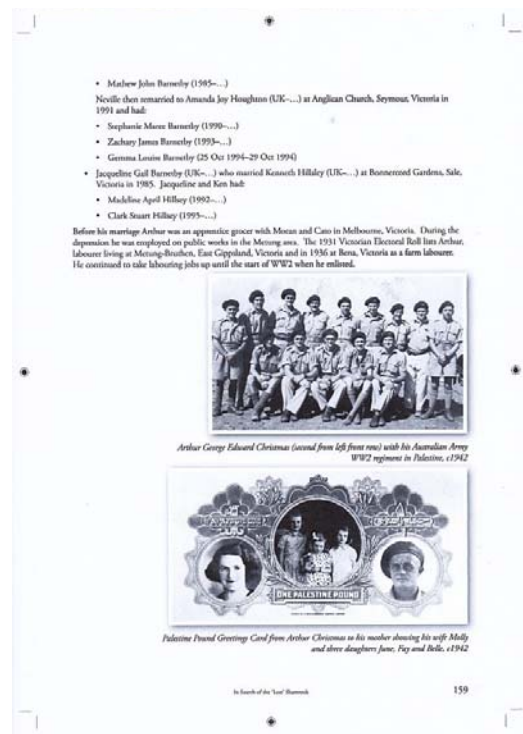 • Mathew John Barnetby (1985–…)
Neville then remarried to Amanda Joy Houghton (UK–…) at Anglican Church, Seymour, Victoria in
1991 and had:
• Stephanie Maree Barnetby (1990–…)
• Zachary James Barnetby (1993–…)
• Gamma Louise Barnetby (25 Oct 1994–29 Oct 1994)
• Jacqueline Gail Barnetby (UK–…) who married Kenneth (UK–…) at Gardens, Sale,
Victoria in 1985. Jacqueline and Ken had:
• Madeline April Hillsey (1992–…)
• Clark Stuart Hillsey (1995–…)
Before his marriage Arthur was an apprentice grocer with Moran and Cato in Melbourne, Victoria. During the
depression he was employed on public works in the Metung area. The 1931 Victorian Electoral Roll lists Arthur,
labourer living at Metung-Bruthen, East Gippsland, Victoria and in 1936 at Bena, Victoria as a farm labourer.
He continued to take labouring jobs up until the start of WW2 when he enlisted.
Arthur George Edward Christmas (second from left front row) with his Australian Army
WW2 regiment in Palestine, c1942
ONE PALESTINE POUND
Palestine Pound Greetings Card from Arthur Christmas to his mother showing his wife Molly
and three daughters June, Fay and Belle, c1942
In Search of the 'Lost' Shamrock
159